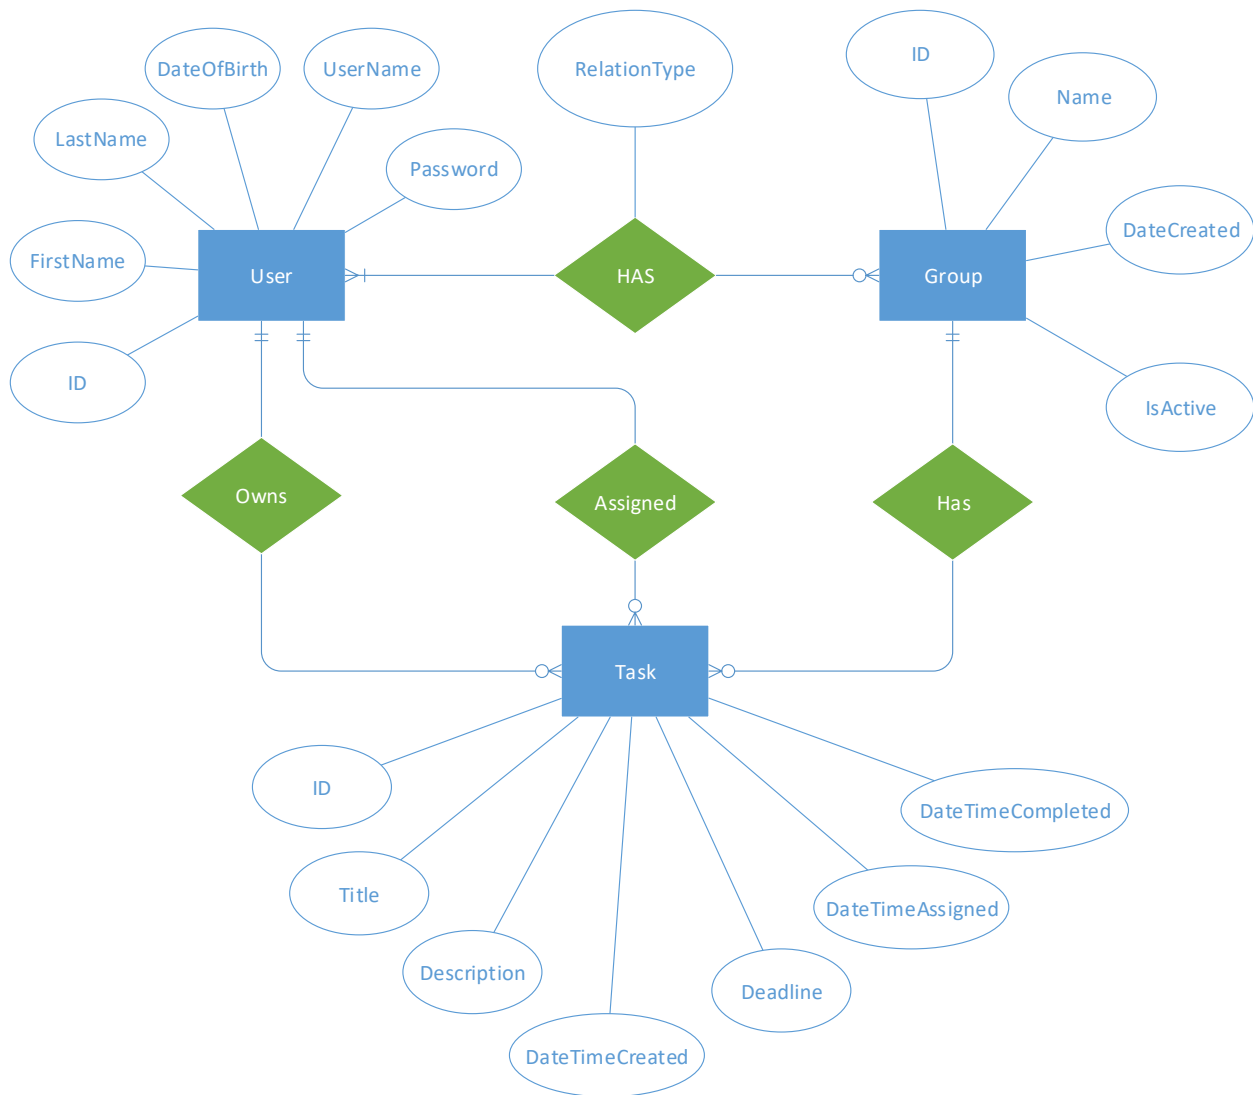 DateOfBirth
UserName
RelationType
ID
Name
LastName
Password
DateCreated
FirstName
User
HAS
Group
ID
IsActive
Owns
Assigned
Has
Task
ID
DateTimeCompleted
Title
DateTimeAssigned
Description
Deadline
DateTimeCreated